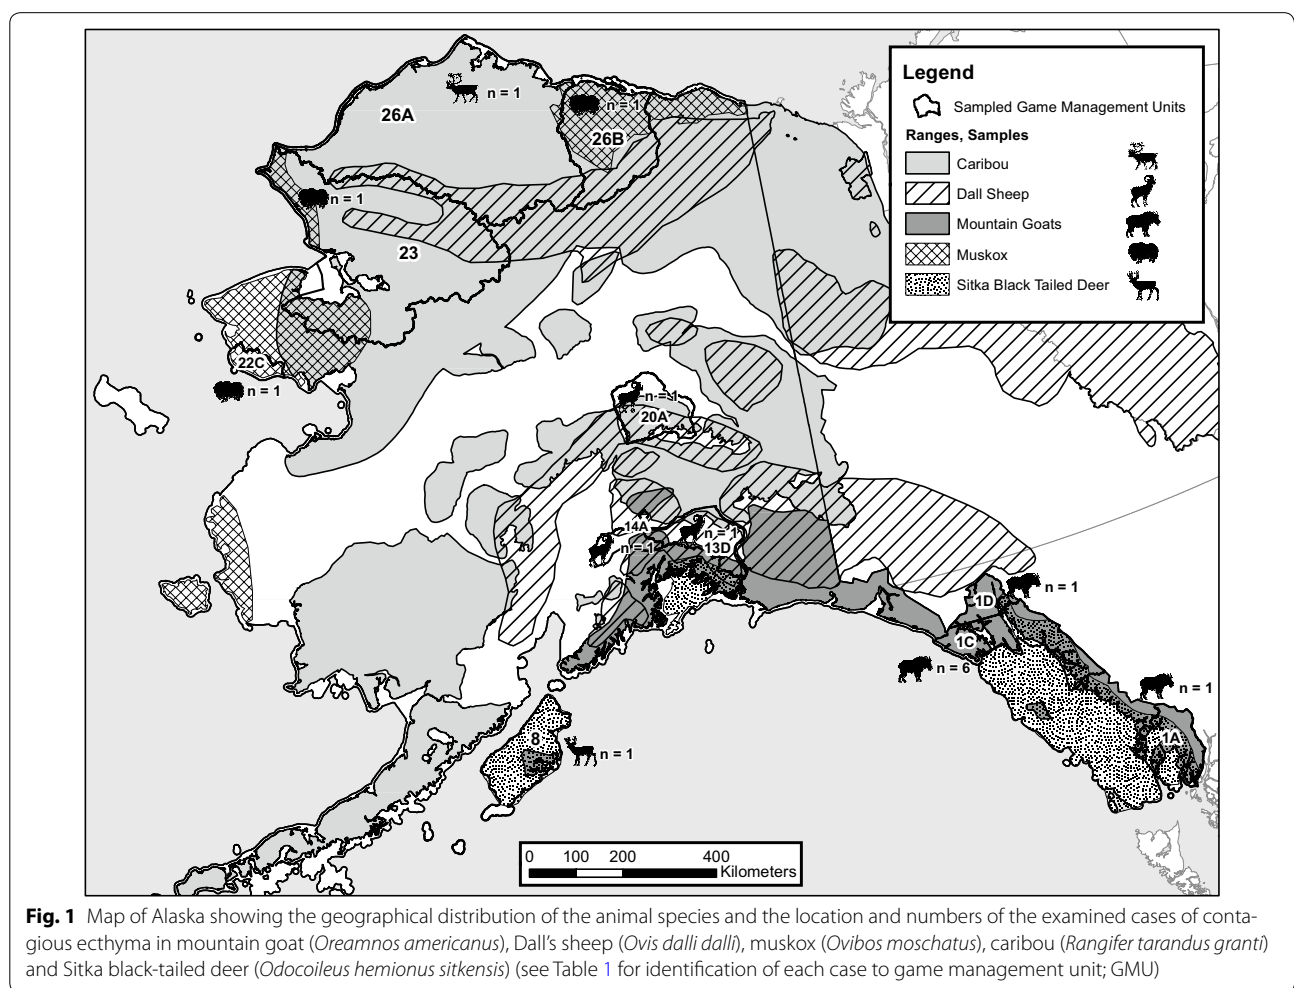 Legend
Sampled Game Management Units
Ranges, Samples
Caribou
Dall Sheep
Mountain Goats
Muskox
Sitka Black Tailed Deer
n = 1
26A
n = 1
26B
n = 1
23
22C
n = 1
n = 1
20A
14A
n = 1
n = 1
13D
1D
n = 1
1C
n = 6
n = 1
1A
8
n = 1
0 100 200 400
Kilometers
Fig. 1 Map of Alaska showing the geographical distribution of the animal species and the location and numbers of the examined cases of conta-
gious ecthyma in mountain goat (Oreamnos americanus), Dall’s sheep (Ovis dalli dalli), muskox (Ovibos moschatus), caribou (Rangifer tarandus granti)
and Sitka black-tailed deer (Odocoileus hemionus sitkensis) (see Table 1 for identification of each case to game management unit; GMU)